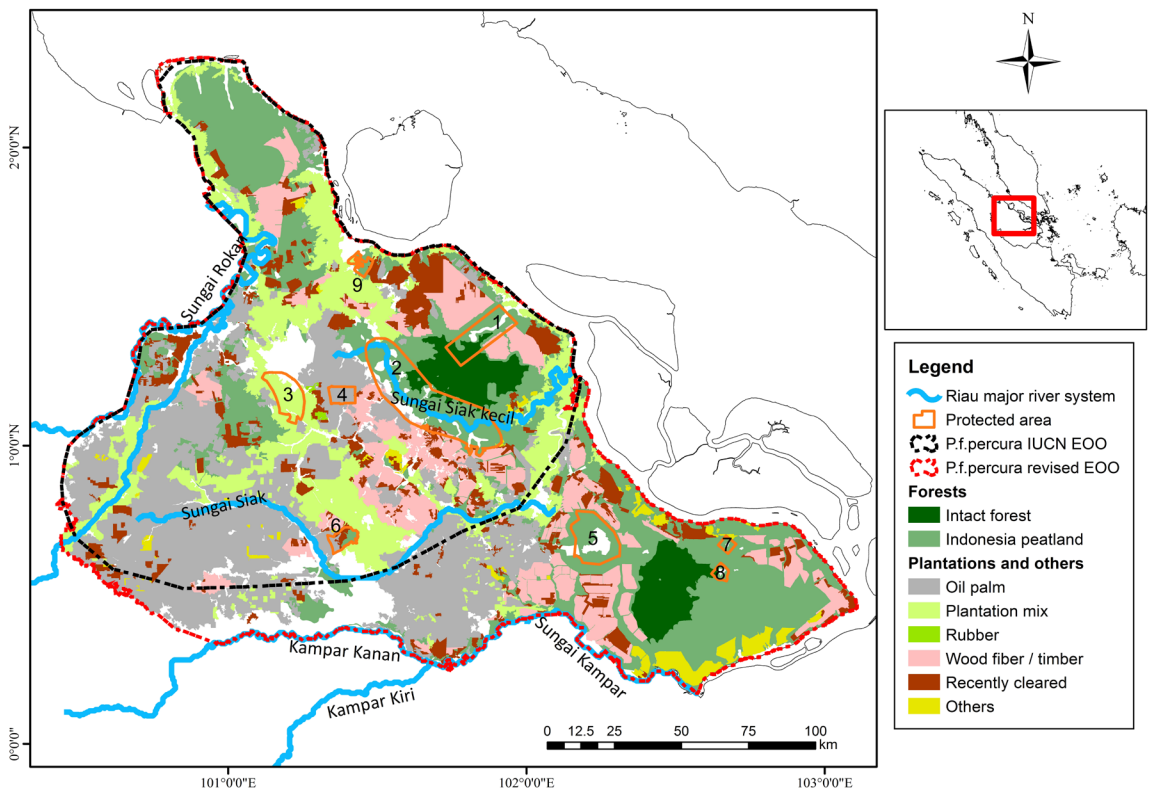 N
2°0'0"N
1°0'0"N
0°0'0"
101°0'0"E
102°0'0"E
103°0'0"E
Sungai Rokan
9
1
2
3
4
Sungai Siak kecil
Sungai Siak
6
5
7
8
Sungai Kampar
Kampar Kanan
Kampar Kiri
0 12.5 25 50 75 100
km
Legend
Riau major river system
Protected area
P.f.percura IUCN EOO
P.f.percura revised EOO
Forests
Intact forest
Indonesia peatland
Plantations and others
Oil palm
Plantation mix
Rubber
Wood fiber / timber
Recently cleared
Others